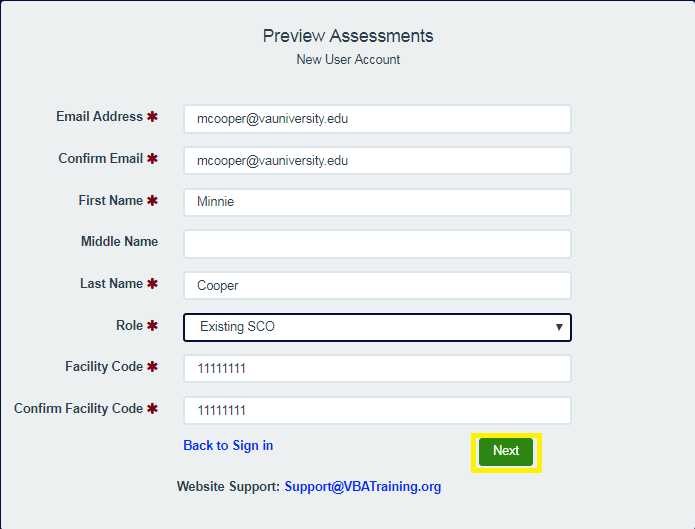 Preview Assessments
New User Account
Email Address ✱ mcooper@vauniversity.edu
Confirm Email ✱ mcooper@vauniversity.edu
First Name ✱ Minnie
Middle Name
Last Name ✱ Cooper
Role ✱ Existing SCO ▼
Facility Code ✱ 11111111
Confirm Facility Code ✱ 11111111
Back to Sign in Next
Website Support: Support@VBATraining.org